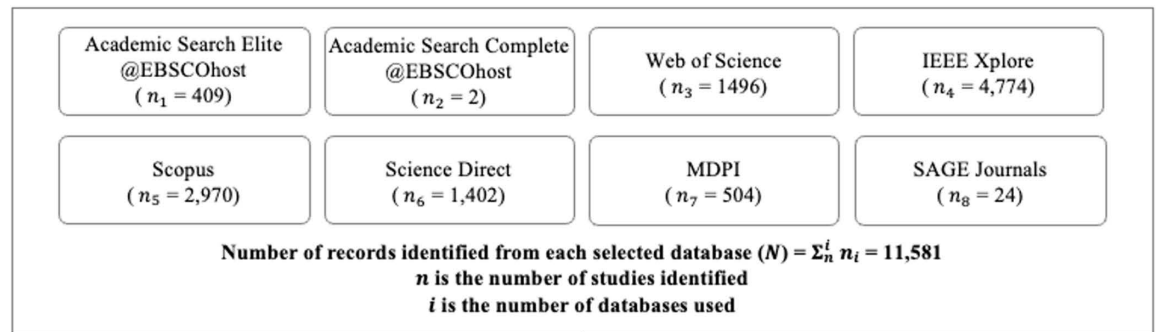 Academic Search Elite
@EBSCOhost
( n₁ = 409)
Academic Search Complete
@EBSCOhost
( n₂ = 2)
Web of Science
( n₃ = 1496)
IEEE Xplore
( n₄ = 4,774)
Scopus
( n₅ = 2,970)
Science Direct
( n₆ = 1,402)
MDPI
( n₇ = 504)
SAGE Journals
( n₈ = 24)
Number of records identified from each selected database (N) = Σₙⁱ nᵢ = 11,581
n is the number of studies identified
i is the number of databases used